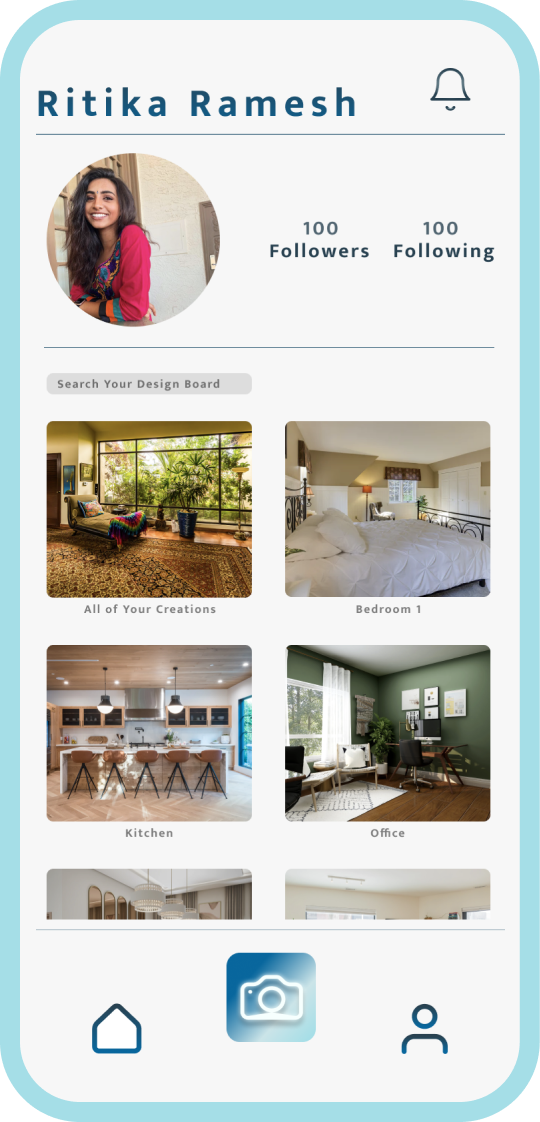 Ritika Ramesh
100 100
Followers Following
Search Your Design Board
All of Your Creations
Bedroom 1
Kitchen
Office